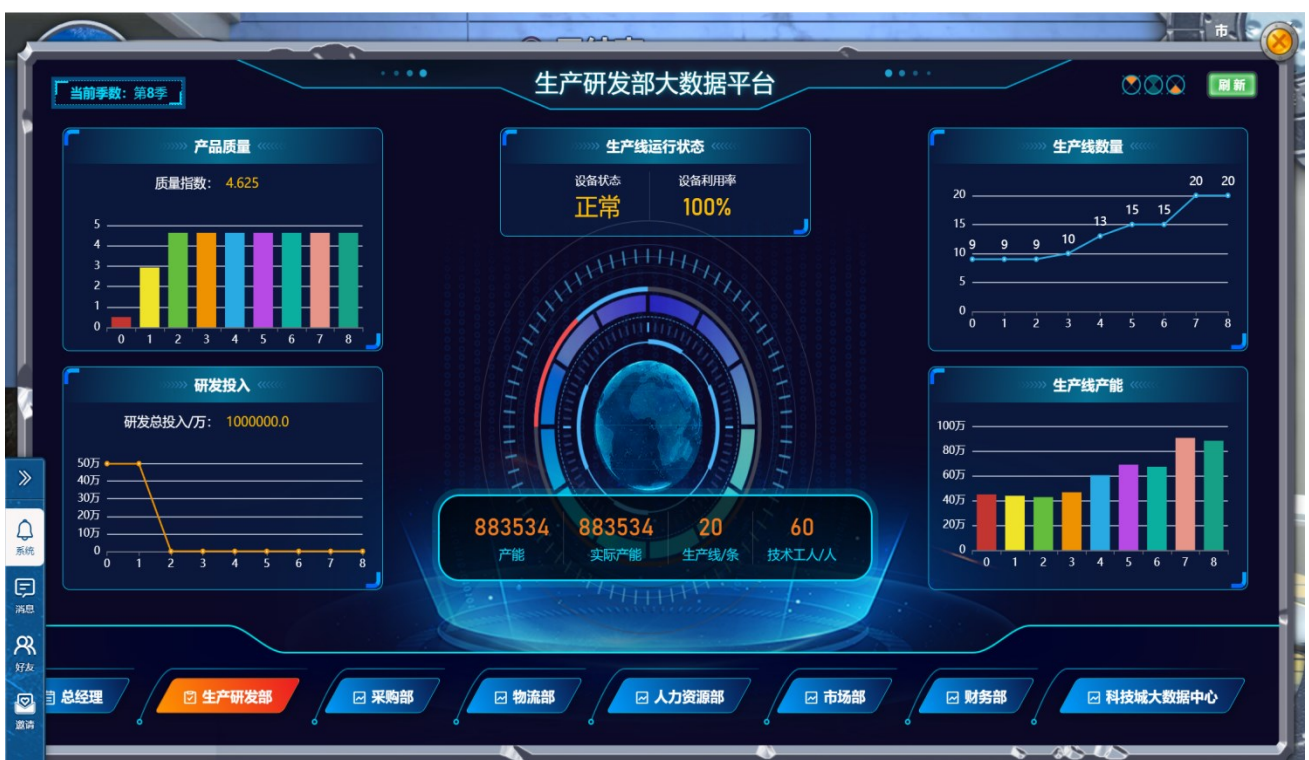 市
生产研发部大数据平台
当前季数：第8季
刷新
产品质量
质量指数： 4.625
5
4
3
2
1
0
0 1 2 3 4 5 6 7 8
生产线运行状态
设备状态 设备利用率
正常 100%
生产线数量
20
15
10
5
0
9 9 9 10 13 15 15 20 20
0 1 2 3 4 5 6 7 8
研发投入
研发总投入/万： 1000000.0
50万
40万
30万
20万
10万
0
0 1 2 3 4 5 6 7 8
生产线产能
100万
80万
60万
40万
20万
0
0 1 2 3 4 5 6 7 8
883534 883534 20 60
产能 实际产能 生产线/条 技术工人/人
系统
消息
好友
邀请
总经理 生产研发部 采购部 物流部 人力资源部 市场部 财务部 科技城大数据中心